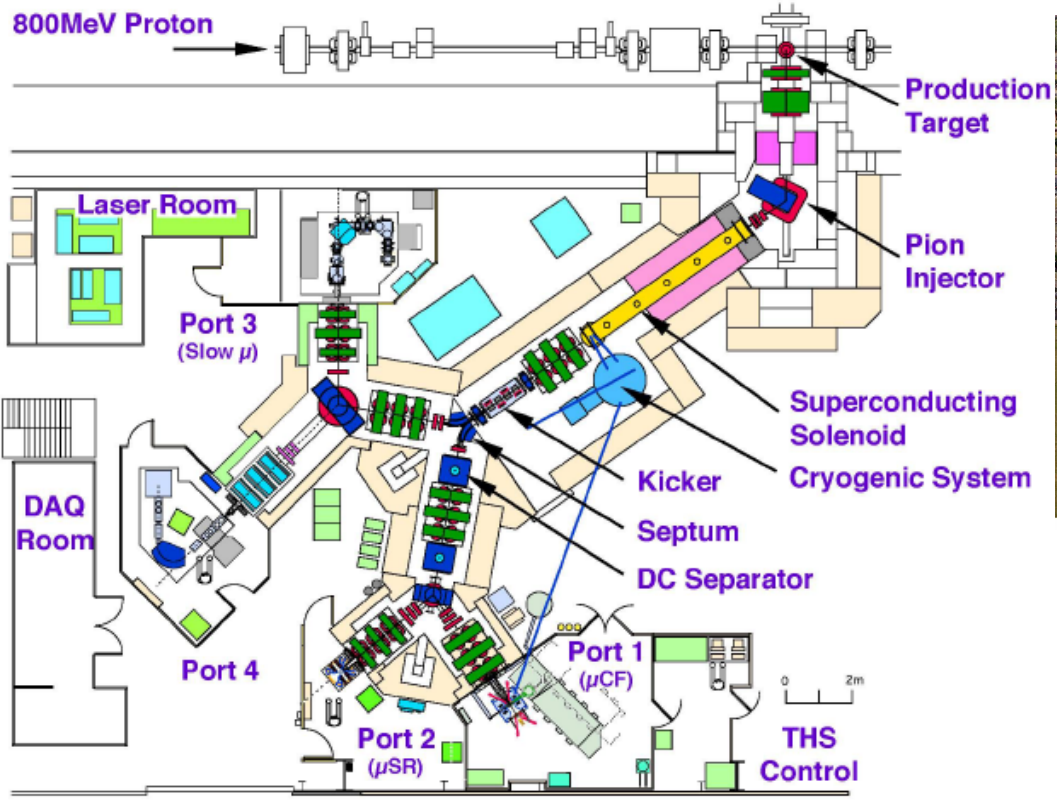 800MeV Proton
Production
Target
Laser Room
Pion
Injector
Port 3
(Slow μ)
Superconducting
Solenoid
Cryogenic System
Kicker
DAQ
Room
Septum
DC Separator
Port 4
Port 1
(μCF)
0 2m
Port 2
(μSR)
THS
Control